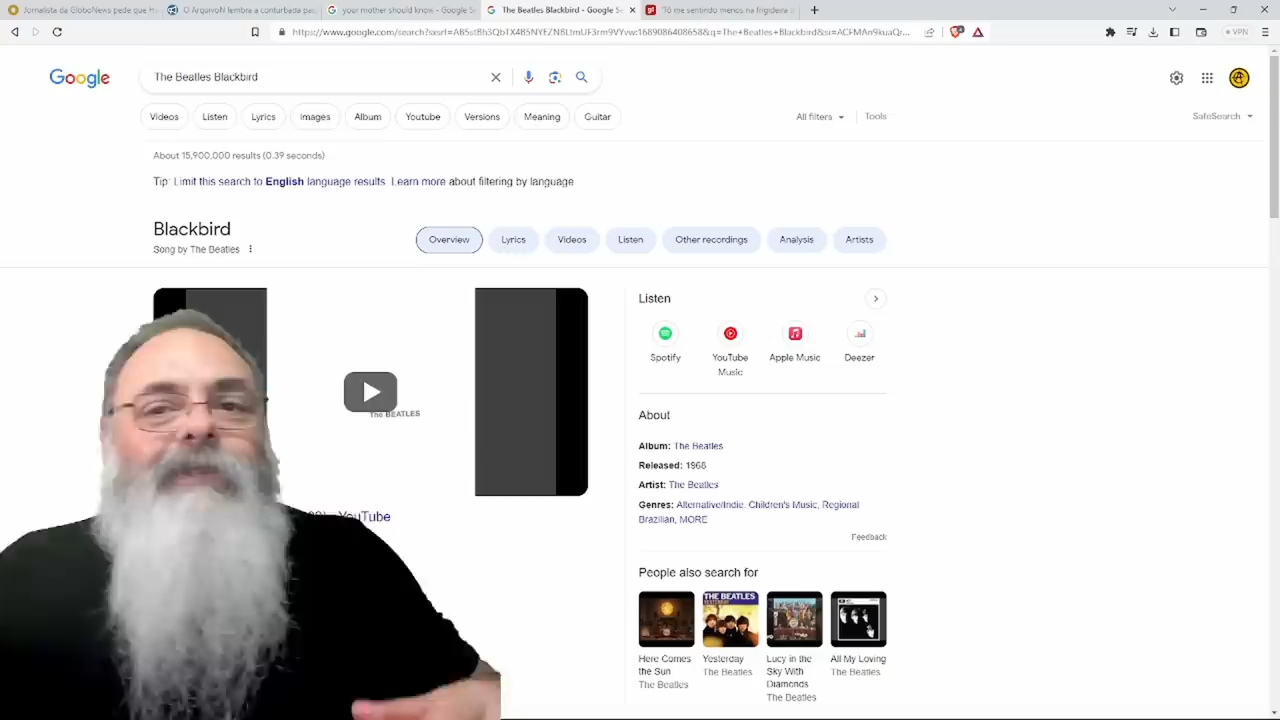 Jornalista da GloboNews pede que H
O ArquivoN lembra a conturbada pas
your mother should know - Google Se
The Beatles Blackbird - Google Se
"Tô me sentindo menos na frigideira a
VPN
Google
The Beatles Blackbird
Videos
Listen
Lyrics
Images
Album
Youtube
Versions
Meaning
Guitar
All filters
Tools
SafeSearch
About 15,900,000 results (0.39 seconds)
Tip: Limit this search to English language results. Learn more about filtering by language
Blackbird
Song by The Beatles
Overview
Lyrics
Videos
Listen
Other recordings
Analysis
Artists
The BEATLES
YouTube
Listen
Spotify
YouTube Music
Apple Music
Deezer
About
Album: The Beatles
Released: 1968
Artist: The Beatles
Genres: Alternative/Indie, Children's Music, Regional
Brazilian, MORE
Feedback
People also search for
THE BEATLES
YESTERDAY
Here Comes
the Sun
The Beatles
Yesterday
The Beatles
Lucy in the
Sky With
Diamonds
The Beatles
All My Loving
The Beatles